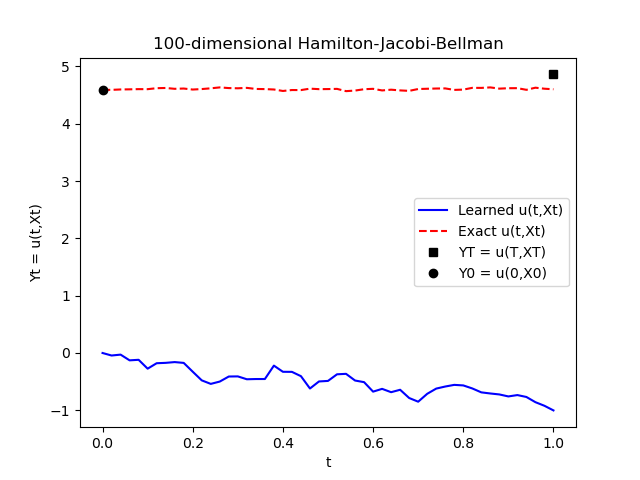 100-dimensional Hamilton-Jacobi-Bellman
Yt = u(t,Xt)
5
4
3
2
1
0
−1
Learned u(t,Xt)
Exact u(t,Xt)
YT = u(T,XT)
Y0 = u(0,X0)
0.0 0.2 0.4 0.6 0.8 1.0
t